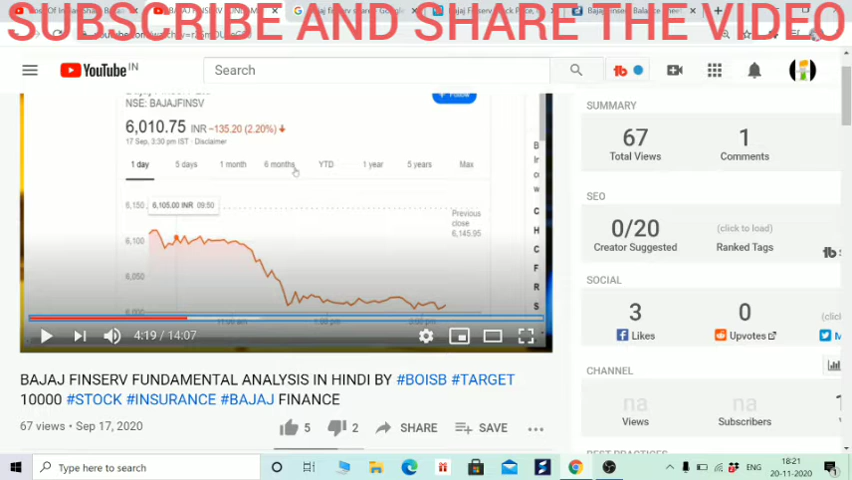 SUBSCRIBE AND SHARE THE VIDEO
YouTube IN
Search
NSE: BAJAJFINSV
6,010.75 INR −135.20 (2.20%)
17 Sep, 3:30 pm IST · Disclaimer
Follow
1 day 5 days 1 month 6 months YTD 1 year 5 years Max
6,150
6,105.00 INR 09:50
Previous
close
6,145.95
6,100
6,050
6,000
4:19 / 14:07
BAJAJ FINSERV FUNDAMENTAL ANALYSIS IN HINDI BY #BOISB #TARGET
10000 #STOCK #INSURANCE #BAJAJ FINANCE
67 views • Sep 17, 2020
5 2 SHARE SAVE
SUMMARY
67 1
Total Views Comments
SEO
0/20 (click to load)
Creator Suggested Ranked Tags
tb
SOCIAL
3 0
Likes Upvotes
CHANNEL
na na
Views Subscribers
BEST PRACTICES
Type here to search
ENG
18:21
20-11-2020